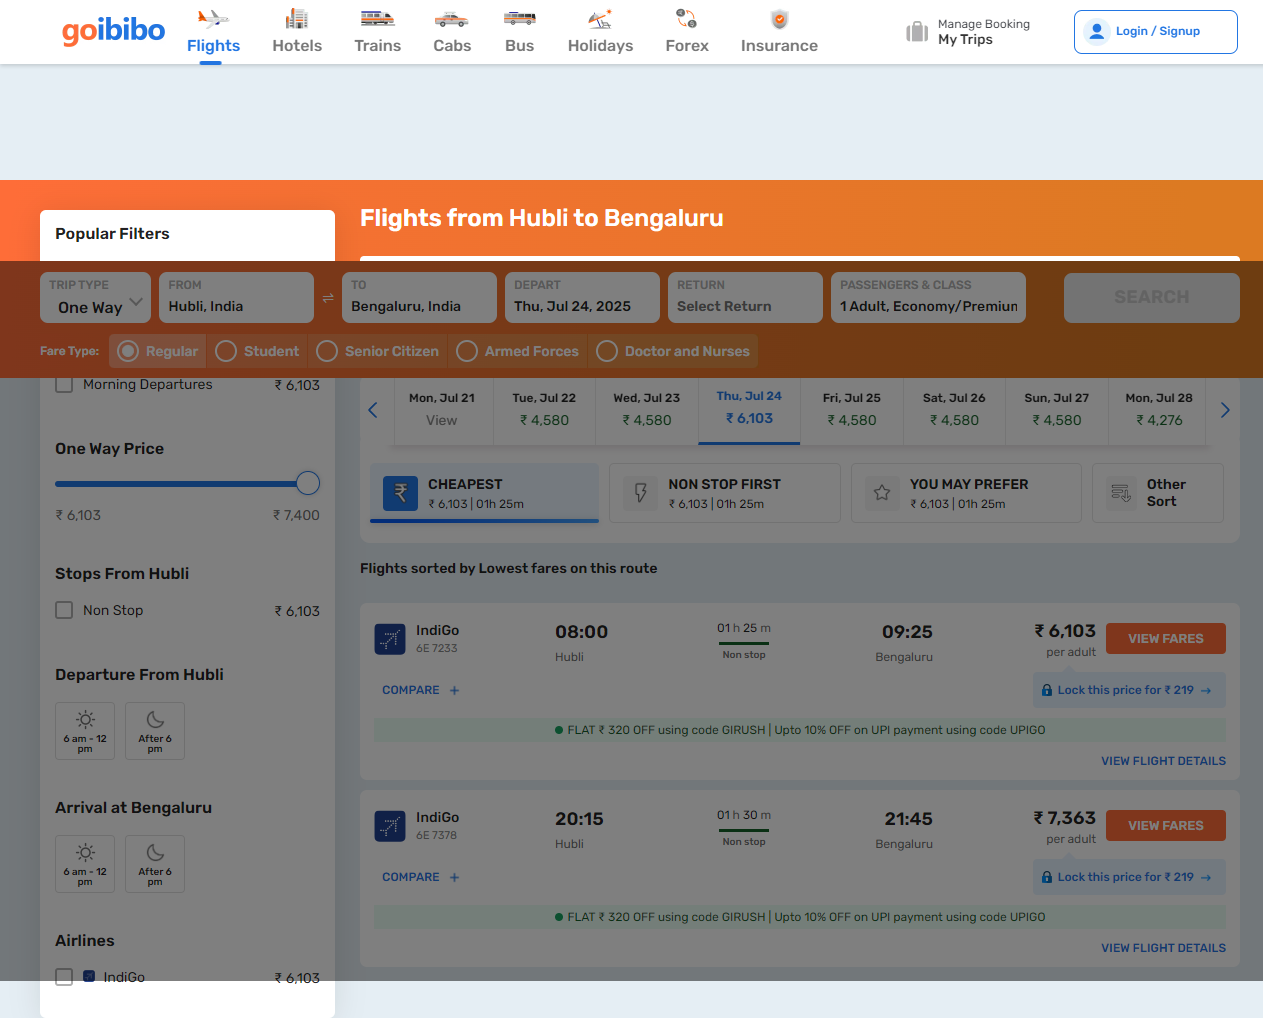 goibibo
Flights
Hotels
Trains
Cabs
Bus
Holidays
Forex
Insurance
Manage Booking
My Trips
Login / Signup
Popular Filters
Flights from Hubli to Bengaluru
TRIP TYPE
One Way
FROM
Hubli, India
TO
Bengaluru, India
DEPART
Thu, Jul 24, 2025
RETURN
Select Return
PASSENGERS & CLASS
1 Adult, Economy/Premiun
SEARCH
Fare Type:
Regular
Student
Senior Citizen
Armed Forces
Doctor and Nurses
Morning Departures ₹ 6,103
One Way Price
₹ 6,103 ₹ 7,400
Stops From Hubli
Non Stop ₹ 6,103
Departure From Hubli
6 am - 12 pm
After 6 pm
Arrival at Bengaluru
6 am - 12 pm
After 6 pm
Airlines
IndiGo ₹ 6,103
Mon, Jul 21
View
Tue, Jul 22
₹ 4,580
Wed, Jul 23
₹ 4,580
Thu, Jul 24
₹ 6,103
Fri, Jul 25
₹ 4,580
Sat, Jul 26
₹ 4,580
Sun, Jul 27
₹ 4,580
Mon, Jul 28
₹ 4,276
CHEAPEST
₹ 6,103 | 01h 25m
NON STOP FIRST
₹ 6,103 | 01h 25m
YOU MAY PREFER
₹ 6,103 | 01h 25m
Other
Sort
Flights sorted by Lowest fares on this route
IndiGo
6E 7233
08:00
Hubli
01 h 25 m
Non stop
09:25
Bengaluru
₹ 6,103
per adult
VIEW FARES
COMPARE +
Lock this price for ₹ 219 →
FLAT ₹ 320 OFF using code GIRUSH | Upto 10% OFF on UPI payment using code UPIGO
VIEW FLIGHT DETAILS
IndiGo
6E 7378
20:15
Hubli
01 h 30 m
Non stop
21:45
Bengaluru
₹ 7,363
per adult
VIEW FARES
COMPARE +
Lock this price for ₹ 219 →
FLAT ₹ 320 OFF using code GIRUSH | Upto 10% OFF on UPI payment using code UPIGO
VIEW FLIGHT DETAILS